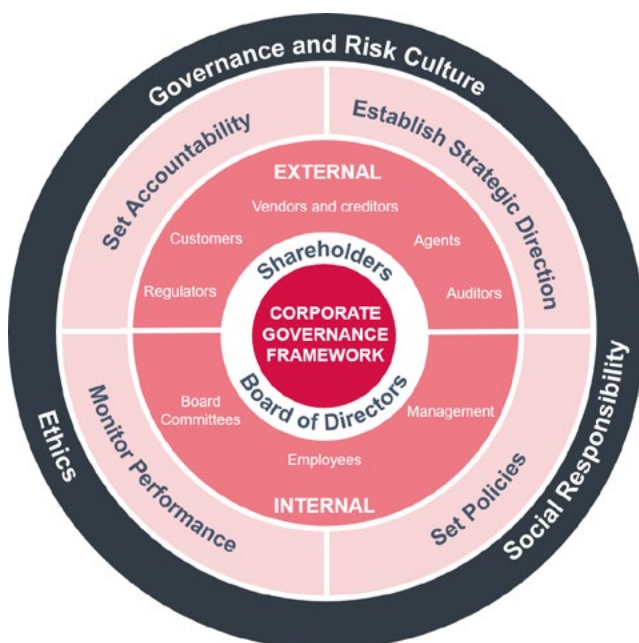 Governance and Risk Culture
Set Accountability
Establish Strategic Direction
EXTERNAL
Vendors and creditors
Customers
Agents
Regulators
Auditors
Shareholders
CORPORATE
GOVERNANCE
FRAMEWORK
Board of Directors
Board
Committees
Management
Employees
INTERNAL
Monitor Performance
Set Policies
Ethics
Social Responsibility